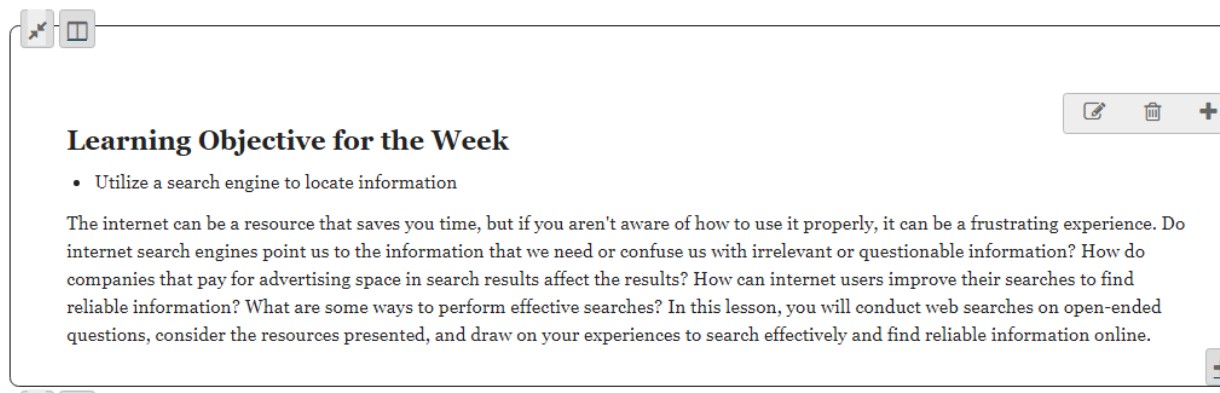 Learning Objective for the Week
• Utilize a search engine to locate information
The internet can be a resource that saves you time, but if you aren't aware of how to use it properly, it can be a frustrating experience. Do
internet search engines point us to the information that we need or confuse us with irrelevant or questionable information? How do
companies that pay for advertising space in search results affect the results? How can internet users improve their searches to find
reliable information? What are some ways to perform effective searches? In this lesson, you will conduct web searches on open-ended
questions, consider the resources presented, and draw on your experiences to search effectively and find reliable information online.